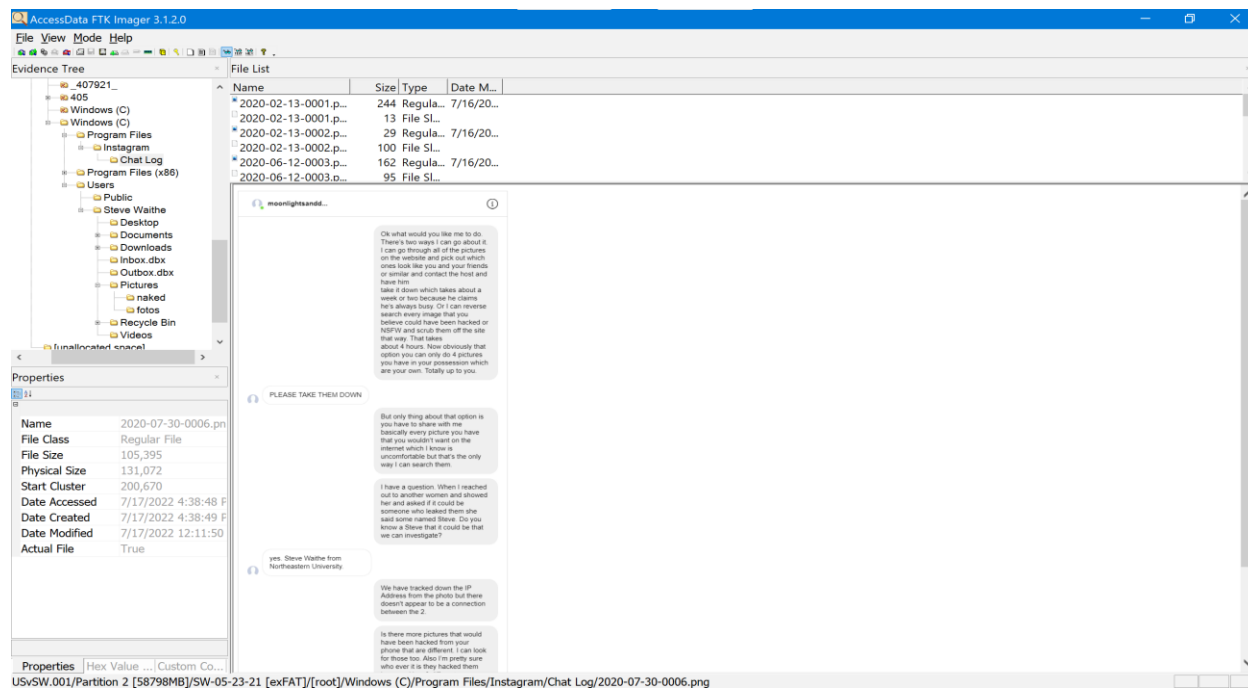 AccessData FTK Imager 3.1.2.0
File View Mode Help
Evidence Tree
_407921_
405
Windows (C)
Windows (C)
Program Files
Instagram
Chat Log
Program Files (x86)
Users
Public
Steve Waithe
Desktop
Documents
Downloads
Inbox.dbx
Outbox.dbx
Pictures
naked
fotos
Recycle Bin
Videos
[unallocated space]
File List
Name Size Type Date M...
2020-02-13-0001.p... 244 Regula... 7/16/20...
2020-02-13-0001.p... 13 File Sl...
2020-02-13-0002.p... 29 Regula... 7/16/20...
2020-02-13-0002.p... 100 File Sl...
2020-06-12-0003.p... 162 Regula... 7/16/20...
2020-06-12-0003.p... 95 File Sl...
Properties
Name 2020-07-30-0006.pn
File Class Regular File
File Size 105,395
Physical Size 131,072
Start Cluster 200,670
Date Accessed 7/17/2022 4:38:48 P
Date Created 7/17/2022 4:38:49 P
Date Modified 7/17/2022 12:11:50
Actual File True
Properties Hex Value ... Custom Co...
moonlightsandd...
Ok what would you like me to do.
There's two ways I can go about it.
I can go through all of the pictures
on the website and pick out which
ones look like you and your friends
or similar and contact the host and
have him
take it down which takes about a
week or two because he claims
he's always busy. Or I can reverse
search every image that you
believe could have been hacked or
NSFW and scrub them off the site
that way. That takes
about 4 hours. Now obviously that
option you can only do 4 pictures
you have in your possession which
are your own. Totally up to you.
PLEASE TAKE THEM DOWN
But only thing about that option is
you have to share with me
basically every picture you have
that you wouldn't want on the
internet which I know is
uncomfortable but that's the only
way I can search them.
I have a question. When I reached
out to another women and showed
her and asked if it could be
someone who leaked them she
said some named Steve. Do you
know a Steve that it could be that
we can investigate?
yes. Steve Waithe from
Northeastern University.
We have tracked down the IP
Address from the photo but there
doesn't appear to be a connection
between the 2.
Is there more pictures that would
have been hacked from your
phone that are different. I can look
for those too. Also I'm pretty sure
who ever it is they hacked them
USvSW.001/Partition 2 [58798MB]/SW-05-23-21 [exFAT]/[root]/Windows (C)/Program Files/Instagram/Chat Log/2020-07-30-0006.png